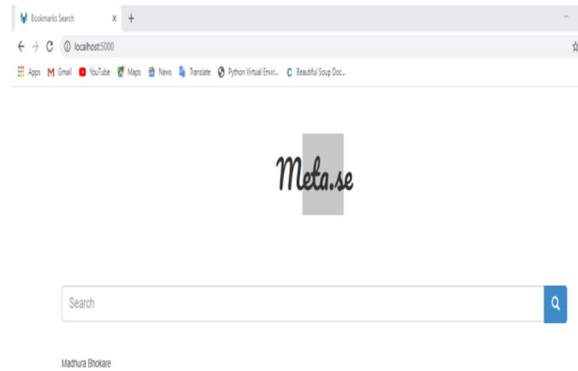 Bookmarks Search
localhost:5000
Apps Gmail YouTube Maps News Translate Python Virtual Envir... Beautiful Soup Doc...
Meta.se
Search
Madhura Bhokare